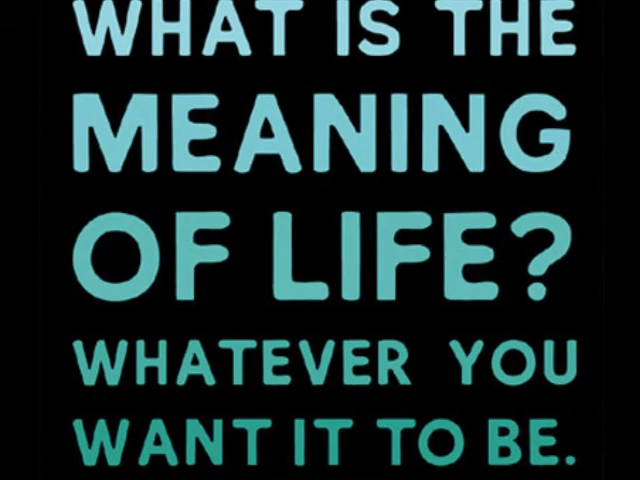 WHAT IS THE
MEANING
OF LIFE?
WHATEVER YOU
WANT IT TO BE.